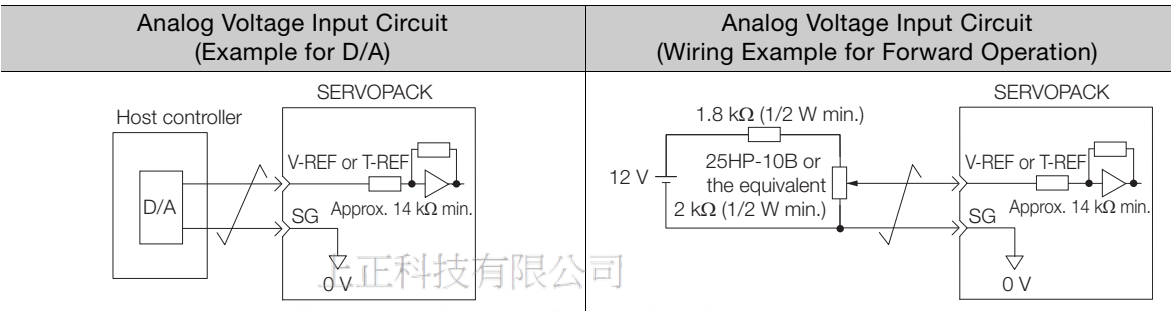 Analog Voltage Input Circuit
(Example for D/A)
Analog Voltage Input Circuit
(Wiring Example for Forward Operation)
SERVOPACK
Host controller
D/A
V-REF or T-REF
Approx. 14 kΩ min.
SG
0 V
SERVOPACK
1.8 kΩ (1/2 W min.)
12 V
25HP-10B or
the equivalent
2 kΩ (1/2 W min.)
V-REF or T-REF
Approx. 14 kΩ min.
SG
0 V
上正科技有限公司